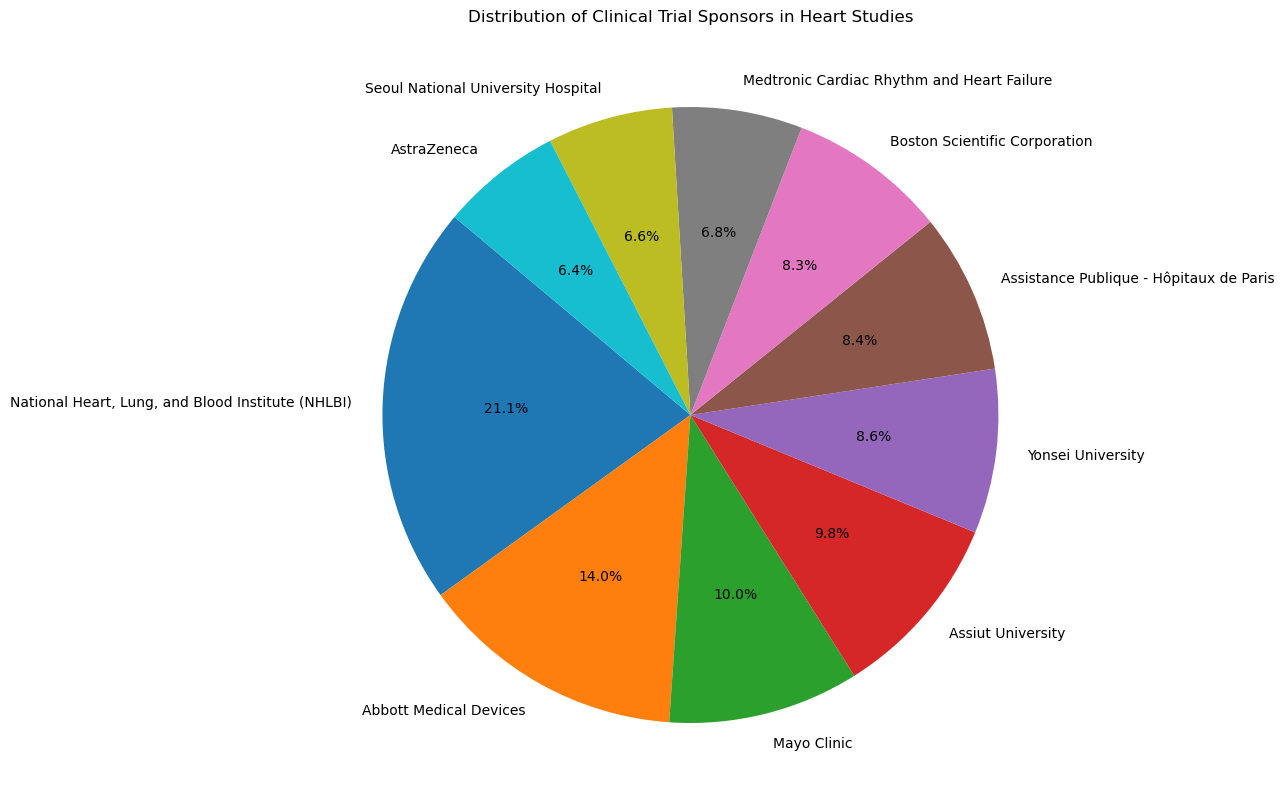 Distribution of Clinical Trial Sponsors in Heart Studies
Medtronic Cardiac Rhythm and Heart Failure
Seoul National University Hospital
Boston Scientific Corporation
AstraZeneca
6.8%
6.6%
8.3%
6.4%
Assistance Publique - Hôpitaux de Paris
8.4%
National Heart, Lung, and Blood Institute (NHLBI)
21.1%
8.6%
Yonsei University
9.8%
14.0%
10.0%
Assiut University
Abbott Medical Devices
Mayo Clinic